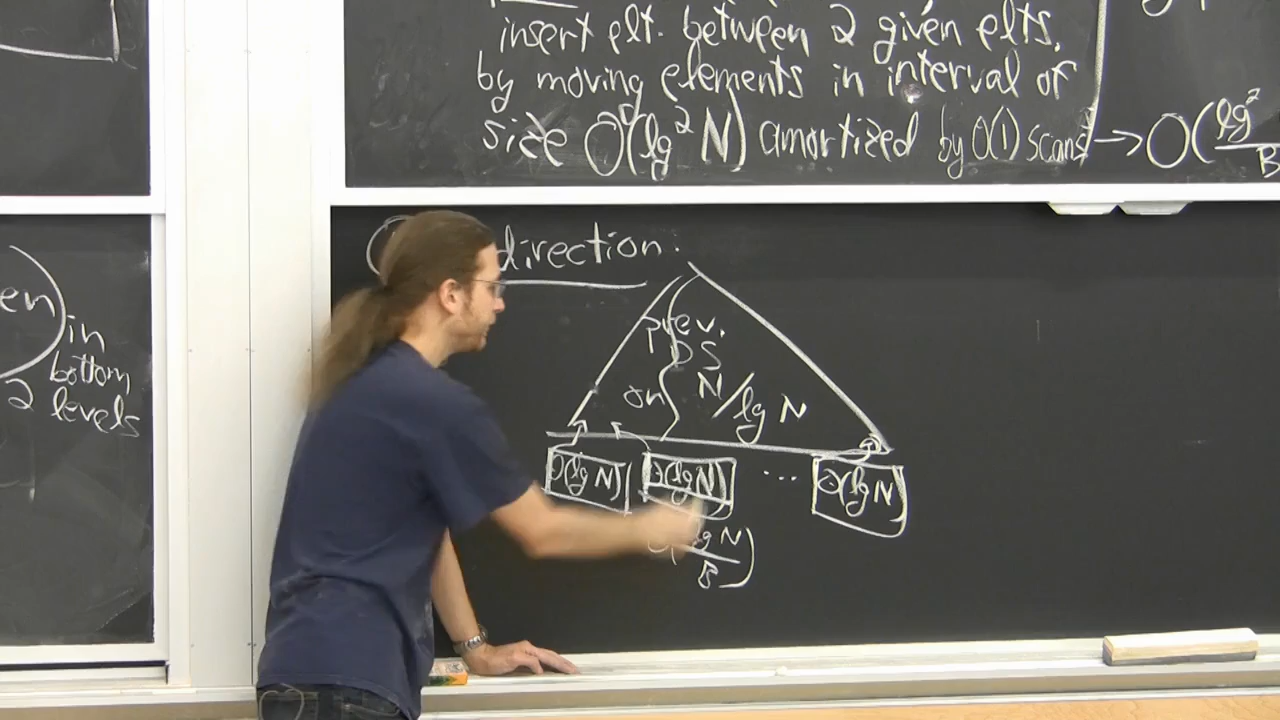 insert elt. between 2 given elts.
by moving elements in interval of
size O(lg² N) amortized by O(1) scans → O(lg²
B
direction:
en
in
bottom
2 levels
prev.
DS
on N/lg N
O(lg N) O(lg N) ... O(lg N)
lg N
B